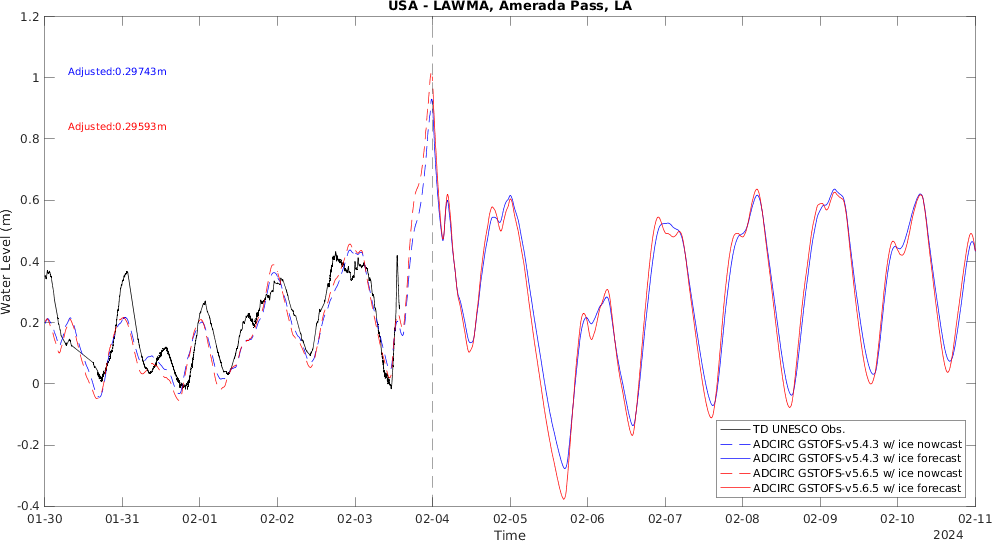 USA - LAWMA, Amerada Pass, LA
1.2
1
0.8
0.6
0.4
0.2
0
-0.2
-0.4
Water Level (m)
Adjusted:0.29743m
Adjusted:0.29593m
TD UNESCO Obs.
ADCIRC GSTOFS-v5.4.3 w/ ice nowcast
ADCIRC GSTOFS-v5.4.3 w/ ice forecast
ADCIRC GSTOFS-v5.6.5 w/ ice nowcast
ADCIRC GSTOFS-v5.6.5 w/ ice forecast
01-30 01-31 02-01 02-02 02-03 02-04 02-05 02-06 02-07 02-08 02-09 02-10 02-11
Time
2024